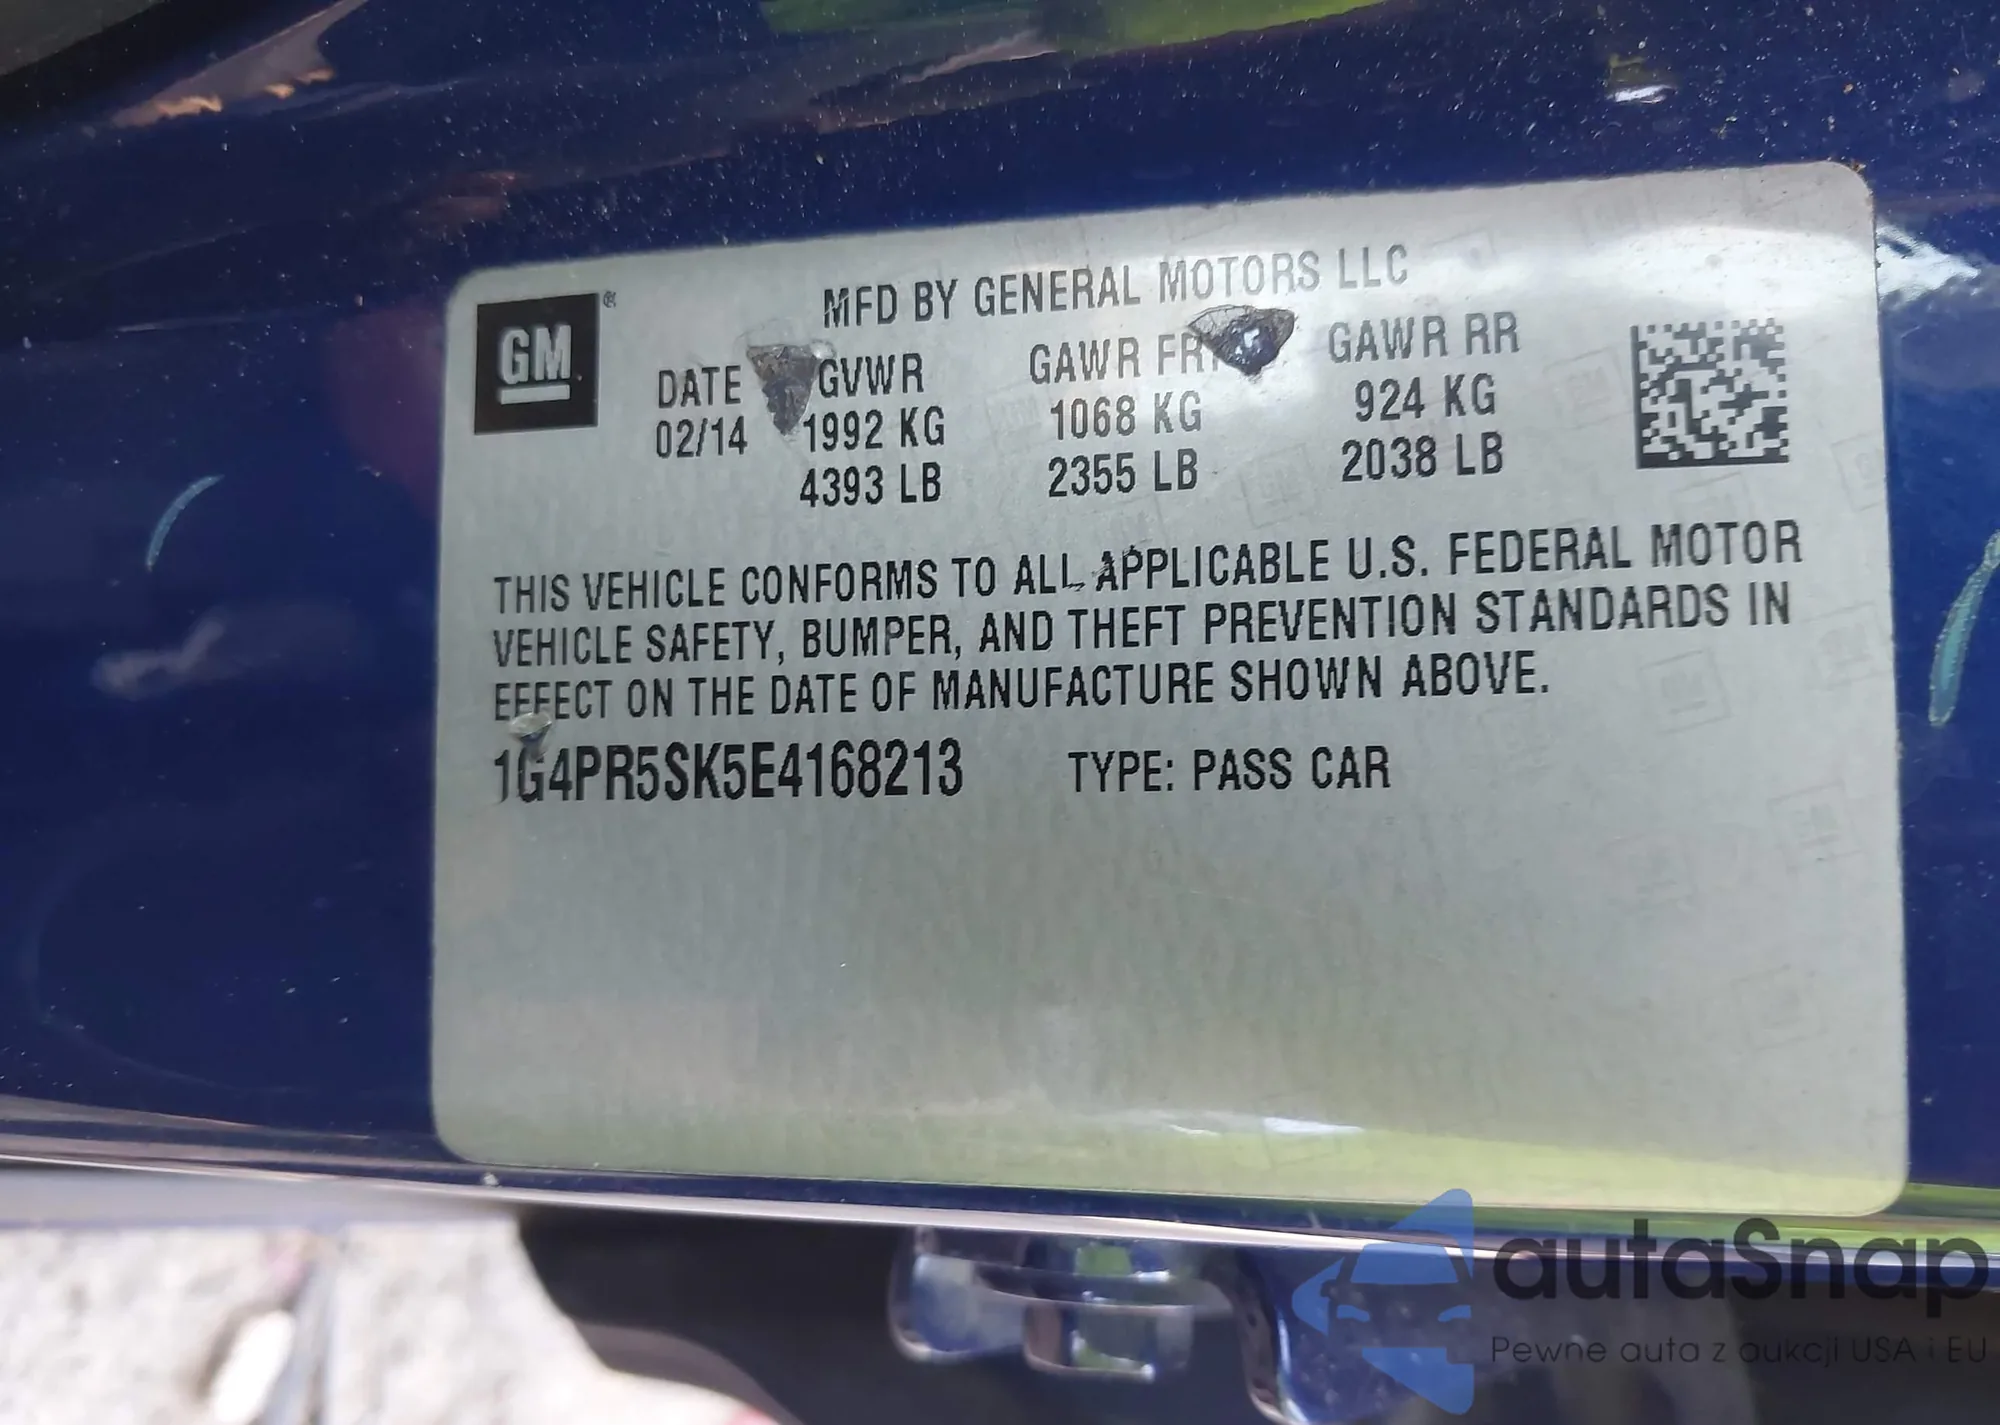 MFD BY GENERAL MOTORS LLC
GM ®
DATE GVWR GAWR FRT GAWR RR
02/14 1992 KG 1068 KG 924 KG
4393 LB 2355 LB 2038 LB
THIS VEHICLE CONFORMS TO ALL APPLICABLE U.S. FEDERAL MOTOR
VEHICLE SAFETY, BUMPER, AND THEFT PREVENTION STANDARDS IN
EFFECT ON THE DATE OF MANUFACTURE SHOWN ABOVE.
1G4PR5SK5E4168213 TYPE: PASS CAR
autaSnap
Pewne auta z aukcji USA i EU